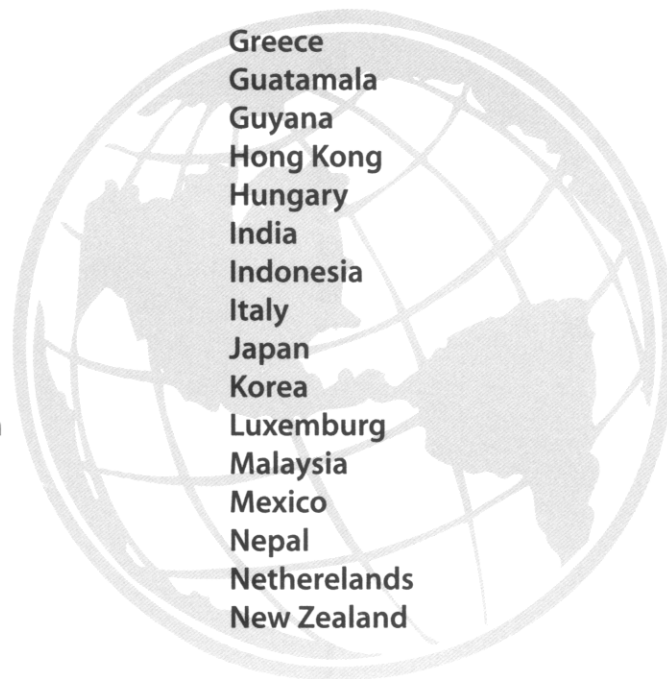 Greece
Guatamala
Guyana
Hong Kong
Hungary
India
Indonesia
Italy
Japan
Korea
Luxemburg
Malaysia
Mexico
Nepal
Netherelands
New Zealand